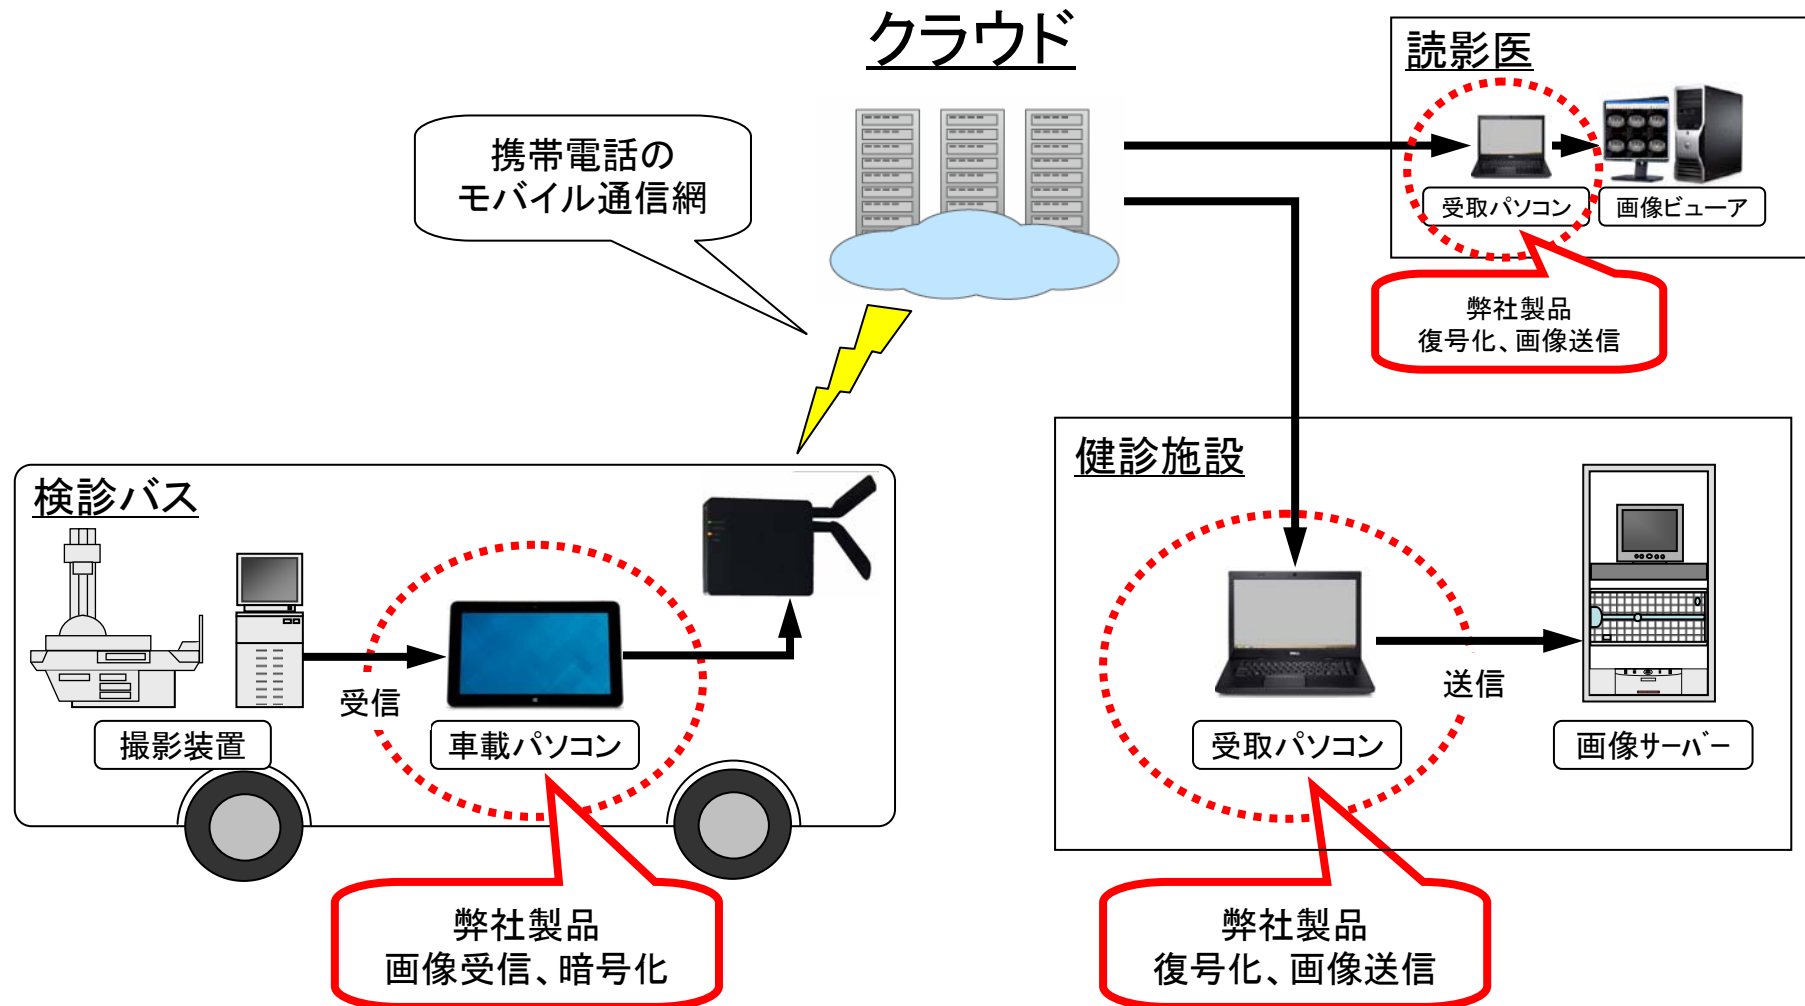 クラウド
読影医
携帯電話の
モバイル通信網
受取パソコン
画像ビューア
弊社製品
復号化、画像送信
検診バス
健診施設
受信
送信
撮影装置
車載パソコン
受取パソコン
画像ｻｰﾊﾞｰ
弊社製品
画像受信、暗号化
弊社製品
復号化、画像送信